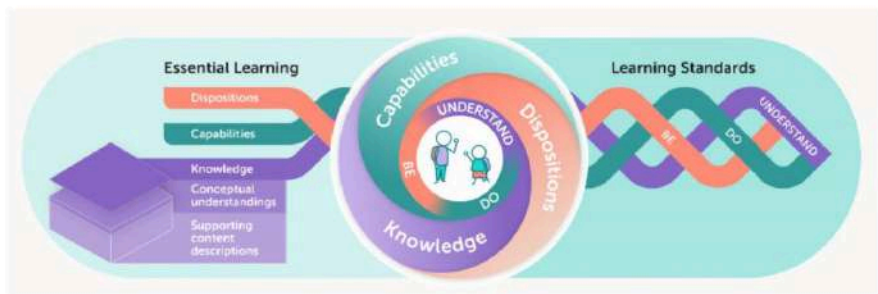 Essential Learning
Dispositions
Capabilities
Knowledge
Conceptual
understandings
Supporting
content
descriptions
Capabilities
Dispositions
Knowledge
UNDERSTAND
BE
DO
Learning Standards
BE
DO
UNDERSTAND